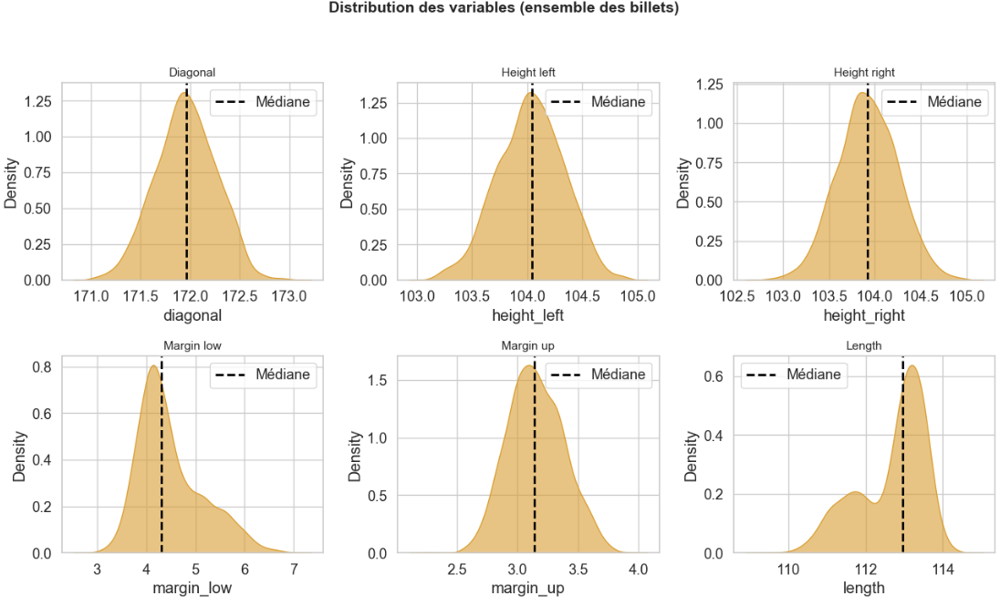 Distribution des variables (ensemble des billets)
Diagonal
Height left
Height right
Médiane
Médiane
Médiane
Density
1.25
1.00
0.75
0.50
0.25
0.00
171.0 171.5 172.0 172.5 173.0
diagonal
Density
1.25
1.00
0.75
0.50
0.25
0.00
103.0 103.5 104.0 104.5 105.0
height_left
Density
1.25
1.00
0.75
0.50
0.25
0.00
102.5 103.0 103.5 104.0 104.5 105.0
height_right
Margin low
Margin up
Length
Médiane
Médiane
Médiane
Density
0.8
0.6
0.4
0.2
0.0
3 4 5 6 7
margin_low
Density
1.5
1.0
0.5
0.0
2.5 3.0 3.5 4.0
margin_up
Density
0.6
0.4
0.2
0.0
110 112 114
length